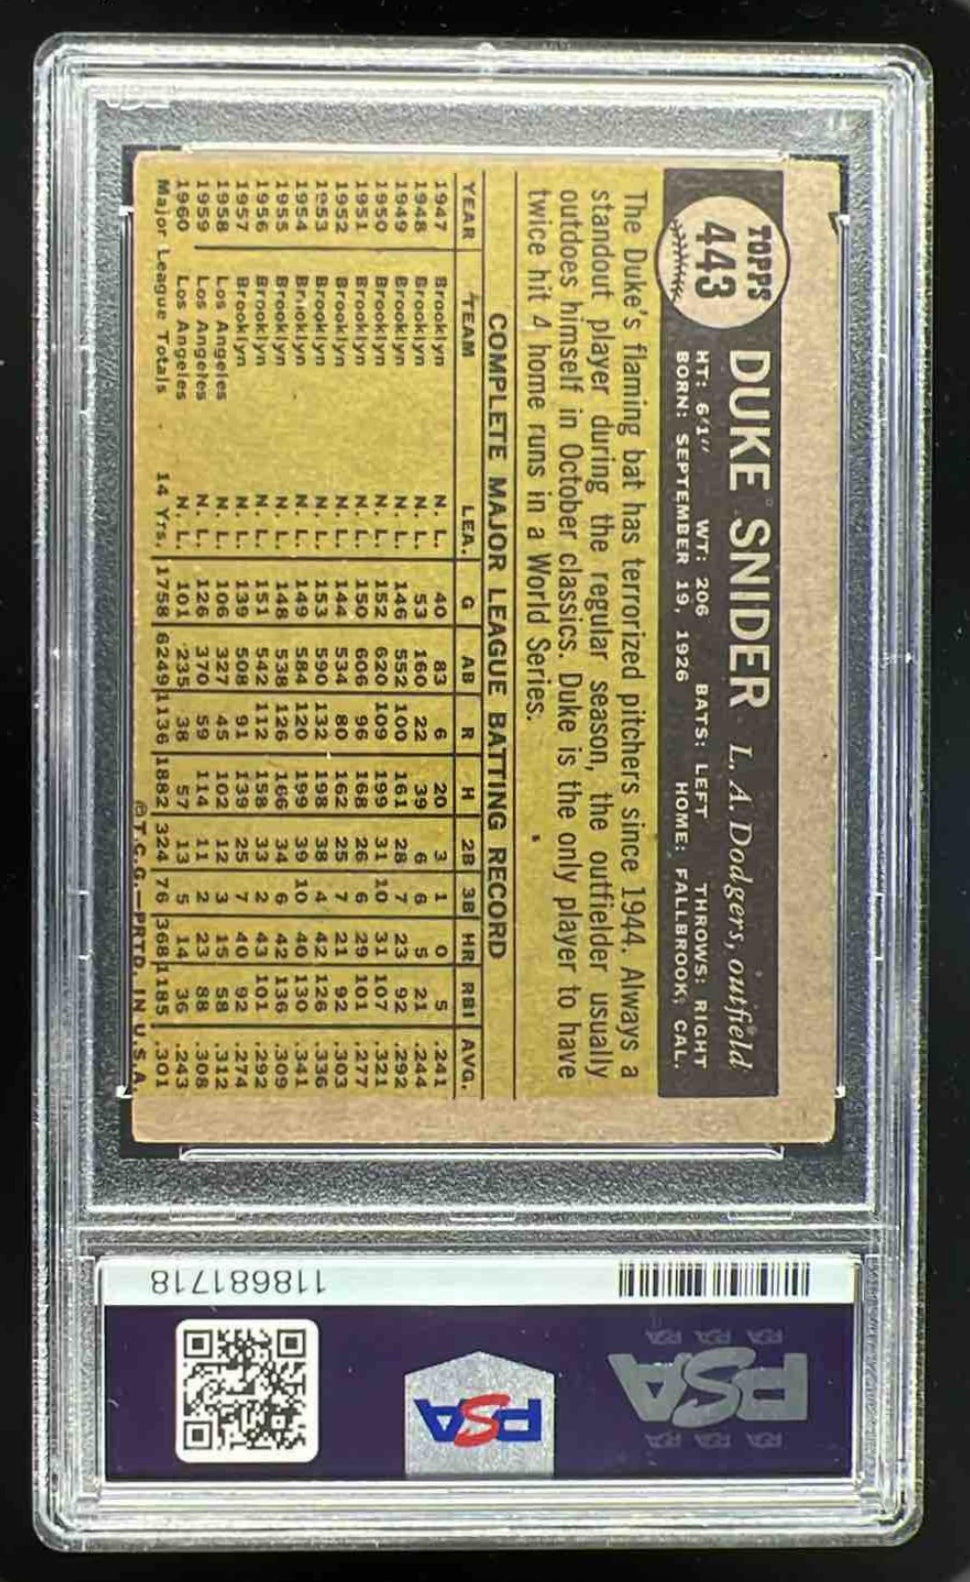 TOPPS
443
DUKE SNIDER L. A. Dodgers, outfield
HT: 6'1" WT: 206 BATS: LEFT THROWS: RIGHT
BORN: SEPTEMBER 19, 1926 HOME: FALLBROOK, CAL.
The Duke's flaming bat has terrorized pitchers since 1944. Always a
standout player during the regular season, the outfielder usually
outdoes himself in October classics. Duke is the only player to have
twice hit 4 home runs in a World Series.
COMPLETE MAJOR LEAGUE BATTING RECORD
YEAR TEAM LEA. G AB R H 2B 3B HR RBI AVG.
1947 Brooklyn N. L. 40 83 6 20 3 1 0 5 .241
1948 Brooklyn N. L. 53 160 22 39 6 6 5 21 .244
1949 Brooklyn N. L. 146 552 100 161 28 7 23 92 .292
1950 Brooklyn N. L. 152 620 109 199 31 10 31 107 .321
1951 Brooklyn N. L. 150 606 96 168 26 6 29 101 .277
1952 Brooklyn N. L. 144 534 80 162 25 7 21 92 .303
1953 Brooklyn N. L. 153 590 132 198 38 4 42 126 .336
1954 Brooklyn N. L. 149 584 120 199 39 10 40 130 .341
1955 Brooklyn N. L. 148 538 126 166 34 6 42 136 .309
1956 Brooklyn N. L. 151 542 112 158 33 2 43 101 .292
1957 Brooklyn N. L. 139 508 91 139 25 7 40 92 .274
1958 Los Angeles N. L. 106 327 45 102 12 3 15 58 .312
1959 Los Angeles N. L. 126 370 59 114 11 2 23 88 .308
1960 Los Angeles N. L. 101 235 38 57 13 5 14 36 .243
Major League Totals 14 Yrs. 1758 6249 1136 1882 324 76 368 1185 .301
©T.C.G.—PRTD. IN U.S.A.
118681718
PSA PSA PSA
PSA
PSA PSA PSA
PSA